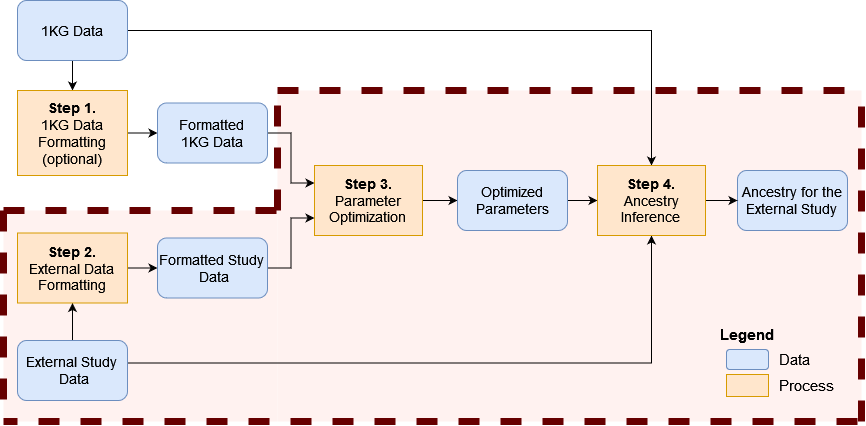 1KG Data
Step 1.
1KG Data
Formatting
(optional)
Formatted
1KG Data
Step 3.
Parameter
Optimization
Optimized
Parameters
Step 4.
Ancestry
Inference
Ancestry for the
External Study
Step 2.
External Data
Formatting
Formatted Study
Data
External Study
Data
Legend
Data
Process